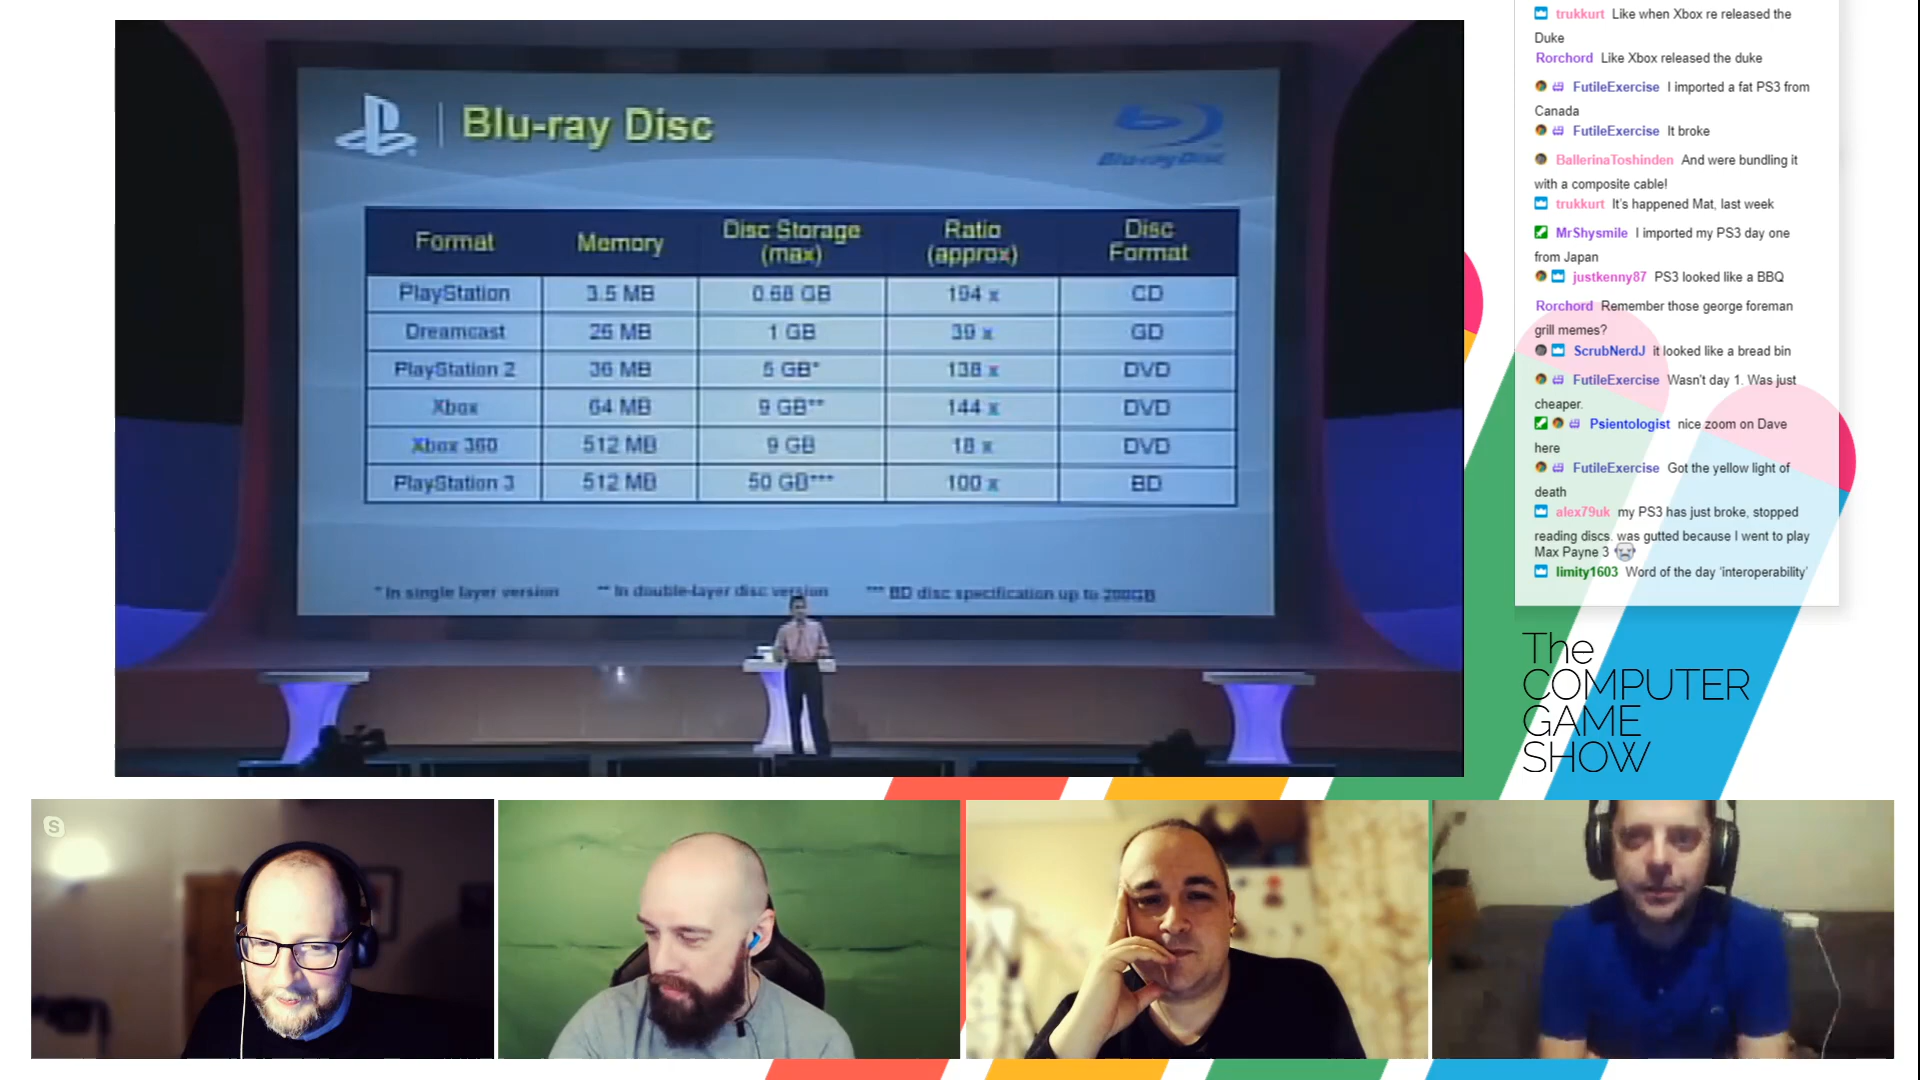 Blu-ray Disc
Blu-ray Disc
Format Memory Disc Storage (max) Ratio (approx) Disc Format
PlayStation 3.5 MB 0.68 GB 194 x CD
Dreamcast 26 MB 1 GB 39 x GD
PlayStation 2 36 MB 5 GB* 138 x DVD
Xbox 64 MB 9 GB** 144 x DVD
Xbox 360 512 MB 9 GB 18 x DVD
PlayStation 3 512 MB 50 GB*** 100 x BD
* In single layer version ** In double-layer disc version *** BD disc specification up to 200GB
trukkurt Like when Xbox re released the
Duke
Rorchord Like Xbox released the duke
FutileExercise I imported a fat PS3 from
Canada
FutileExercise It broke
BallerinaToshinden And were bundling it
with a composite cable!
trukkurt It's happened Mat, last week
MrShysmile I imported my PS3 day one
from Japan
justkenny87 PS3 looked like a BBQ
Rorchord Remember those george foreman
grill memes?
ScrubNerdJ it looked like a bread bin
FutileExercise Wasn't day 1. Was just
cheaper.
Psientologist nice zoom on Dave
here
FutileExercise Got the yellow light of
death
alex79uk my PS3 has just broke, stopped
reading discs. was gutted because I went to play
Max Payne 3
limity1603 Word of the day 'interoperability'
The
COMPUTER
GAME
SHOW
S